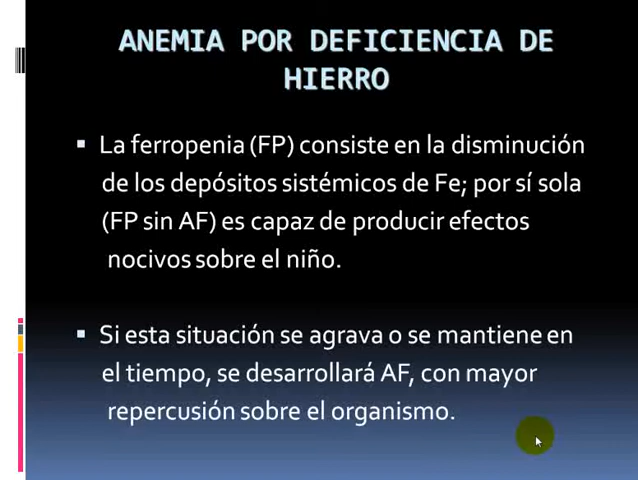 ANEMIA POR DEFICIENCIA DE
HIERRO
▪ La ferropenia (FP) consiste en la disminución
de los depósitos sistémicos de Fe; por sí sola
(FP sin AF) es capaz de producir efectos
nocivos sobre el niño.
▪ Si esta situación se agrava o se mantiene en
el tiempo, se desarrollará AF, con mayor
repercusión sobre el organismo.